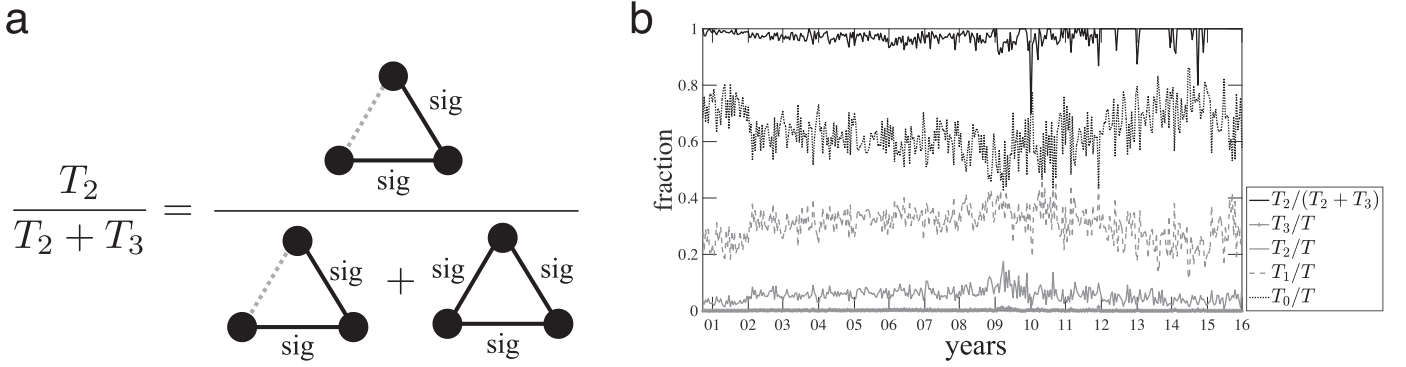 a
T₂
T₂ + T₃
=
sig
sig
sig
sig
+
sig
sig
sig
b
1
0.8
0.6
0.4
0.2
0
fraction
01 02 03 04 05 06 07 08 09 10 11 12 13 14 15 16
years
T₂/(T₂ + T₃)
T₃/T
T₂/T
T₁/T
T₀/T